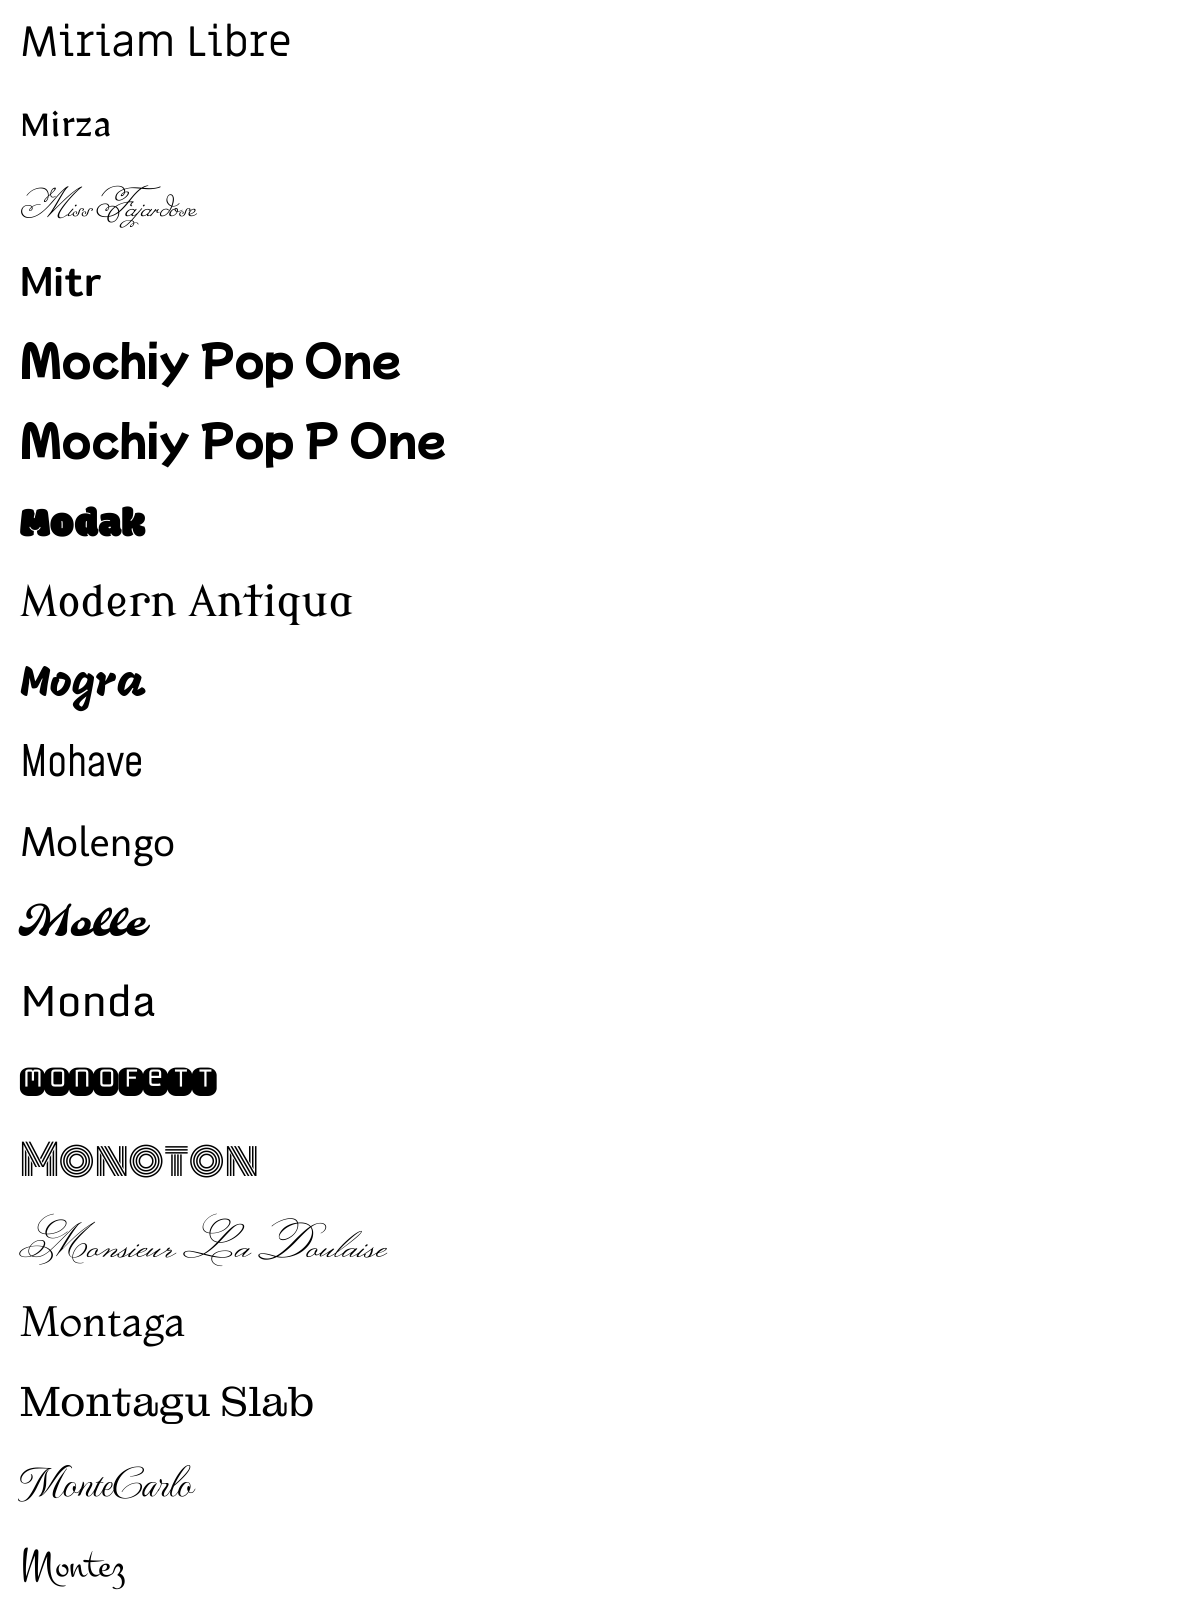 Miriam Libre
Mirza
Miss Fajardose
Mitr
Mochiy Pop One
Mochiy Pop P One
Modak
Modern Antiqua
Mogra
Mohave
Molengo
Molle
Monda
Monofett
Monoton
Monsieur La Doulaise
Montaga
Montagu Slab
MonteCarlo
Montez